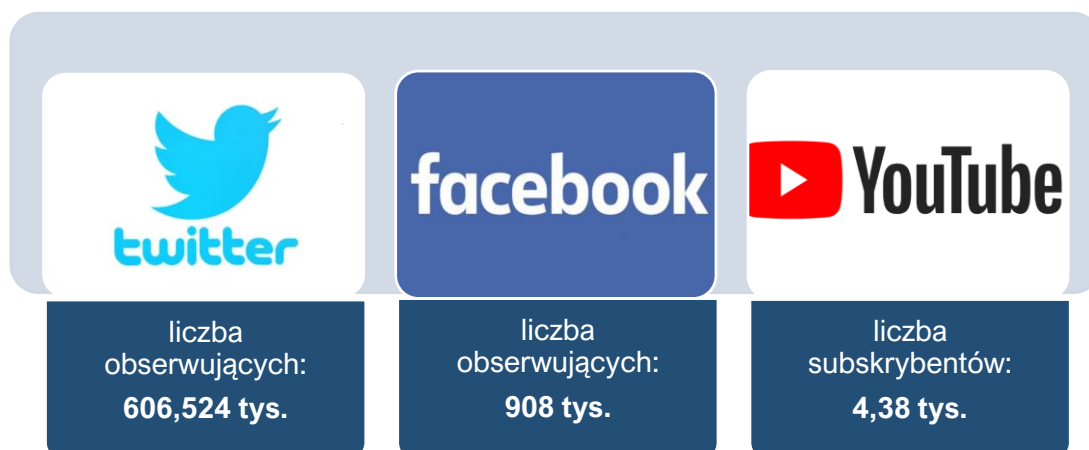 twitter
facebook
YouTube
liczba
obserwujących:
606,524 tys.
liczba
obserwujących:
908 tys.
liczba
subskrybentów:
4,38 tys.